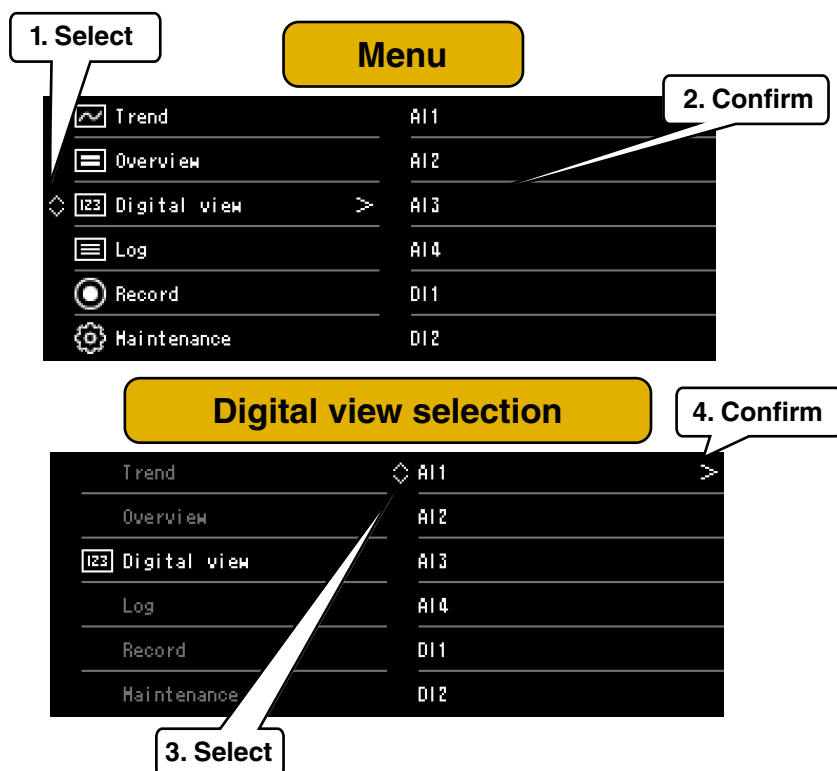 1. Select
Menu
2. Confirm
Trend AI1
Overview AI2
123 Digital view > AI3
Log AI4
Record DI1
Maintenance DI2
Digital view selection
4. Confirm
Trend AI1 >
Overview AI2
123 Digital view AI3
Log AI4
Record DI1
Maintenance DI2
3. Select